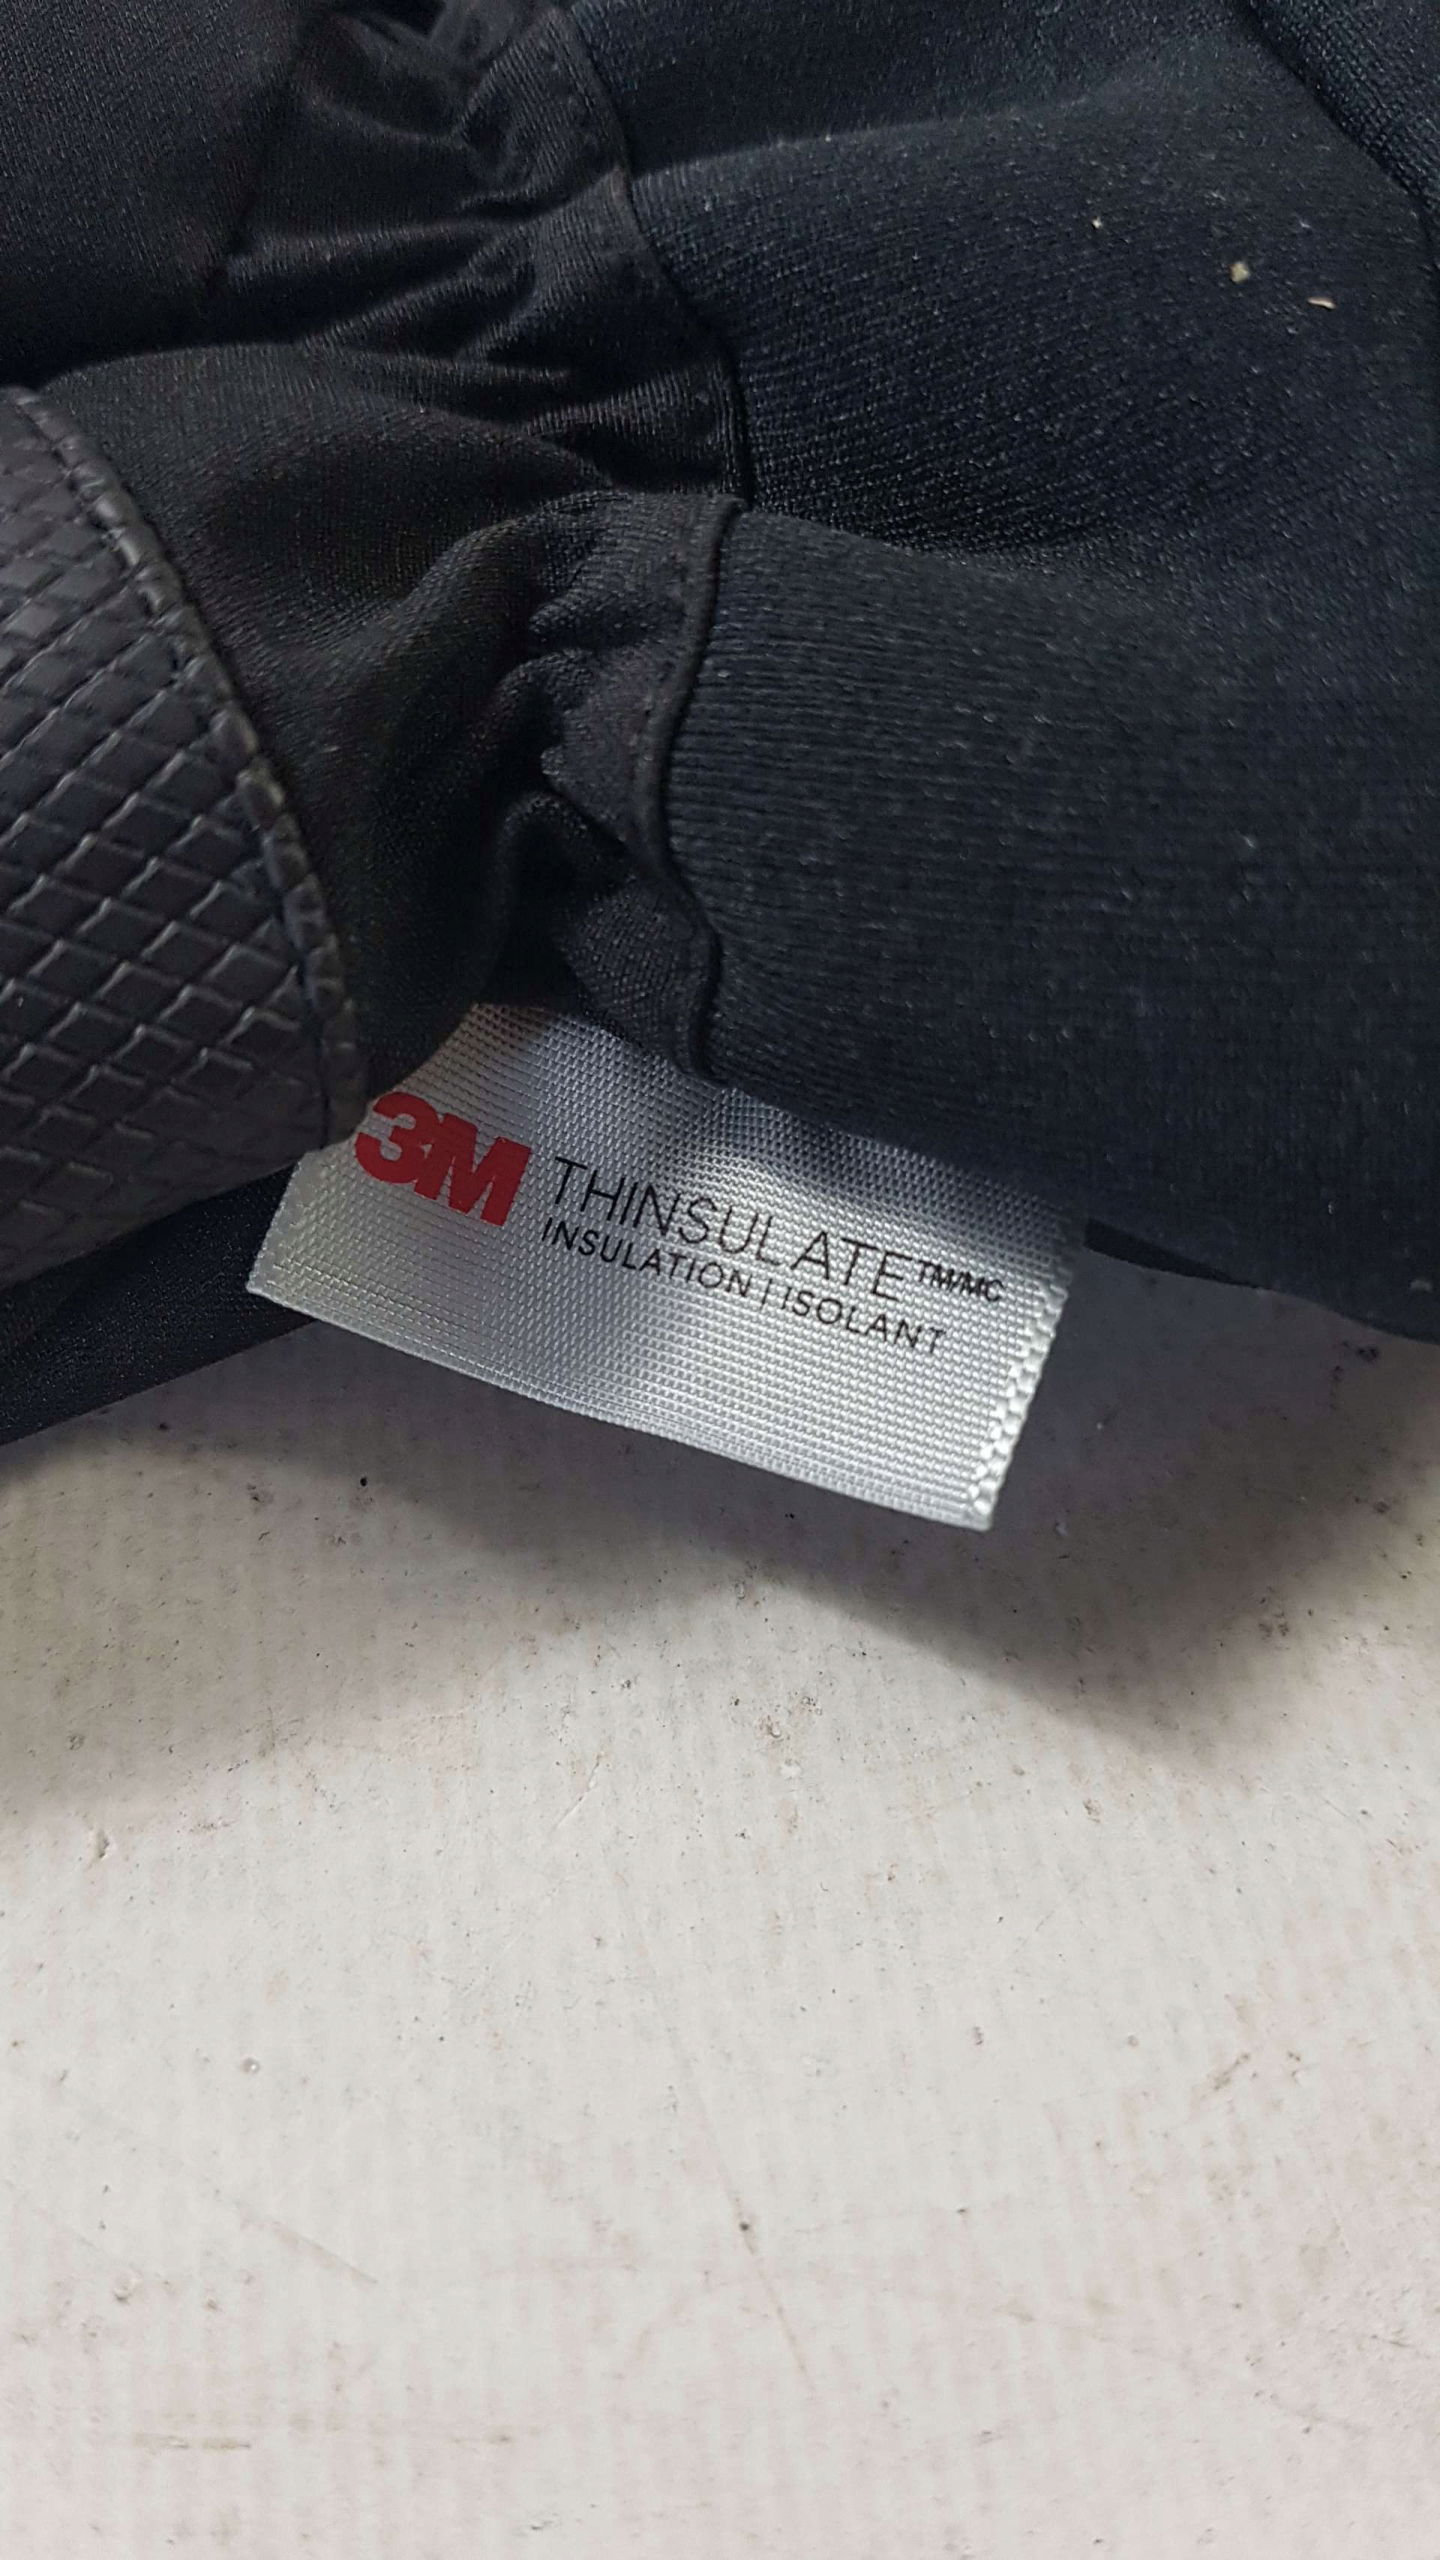 3M THINSULATE™/MC
INSULATION | ISOLANT